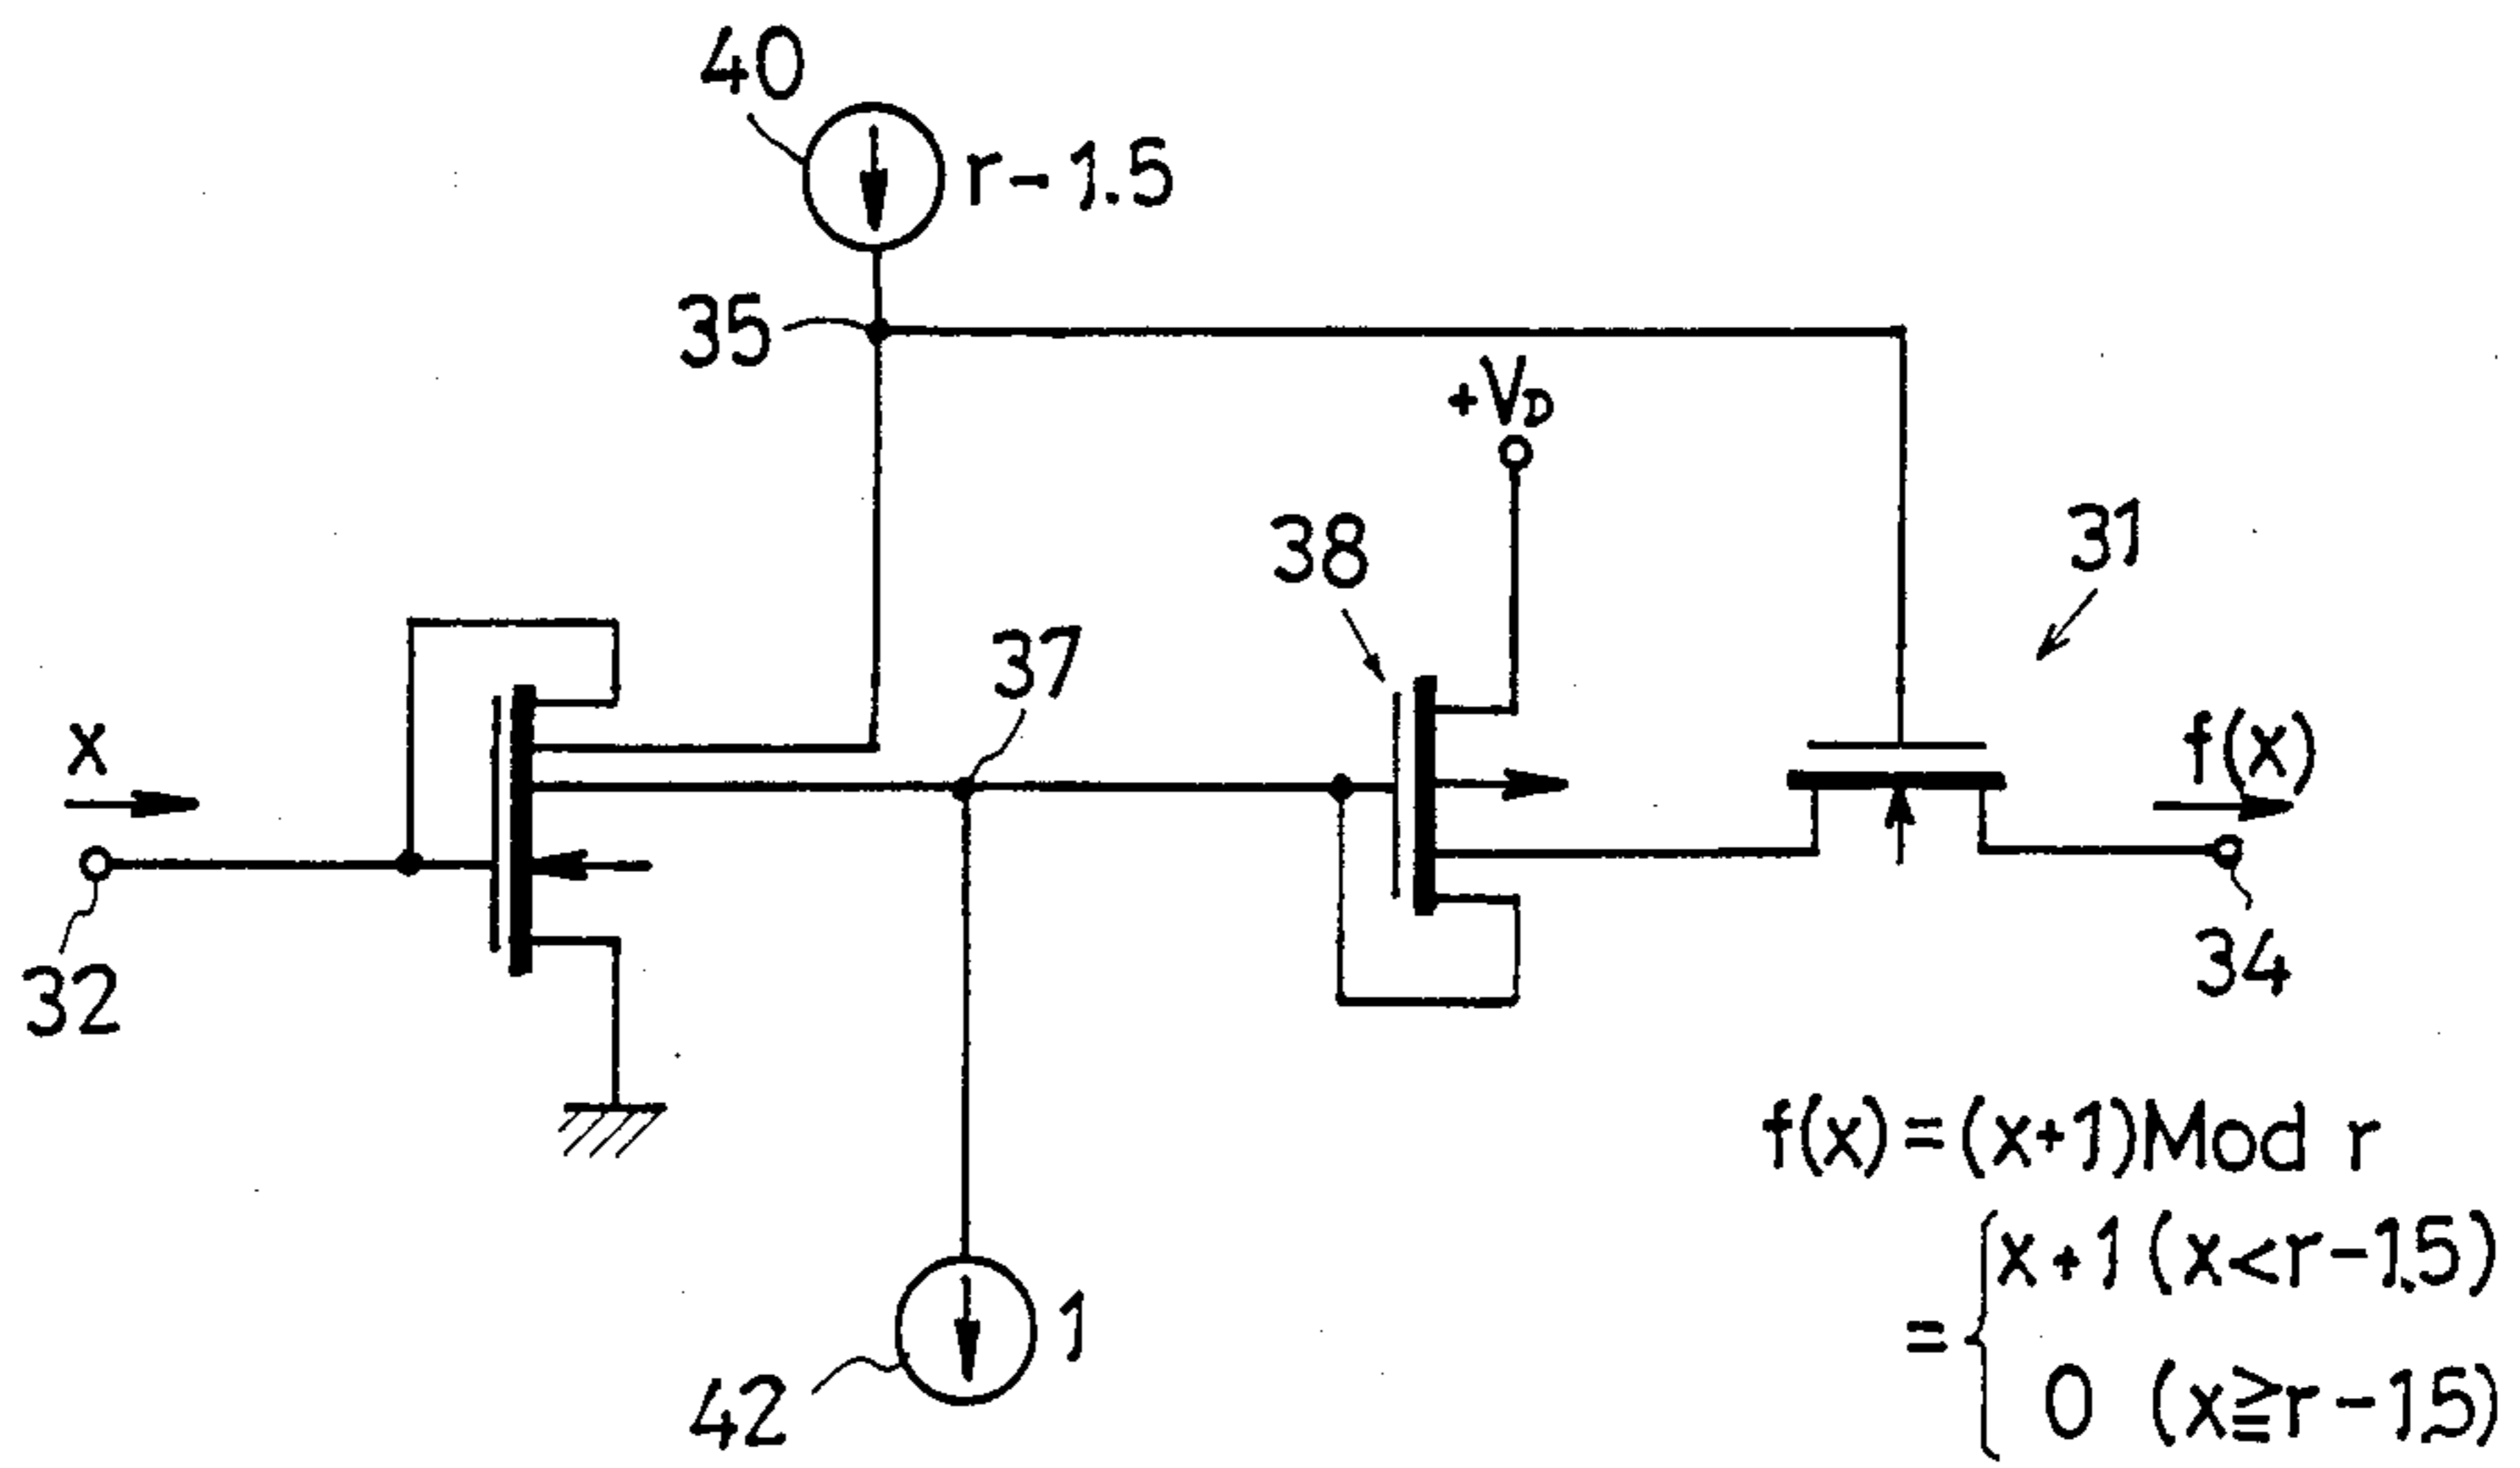 40
r-1.5
35
+VD
38
31
37
x
f(x)
32
34
f(x)=(x+1)Mod r
={x+1 (x<r-1.5)
0 (x≧r-1.5)
42
1